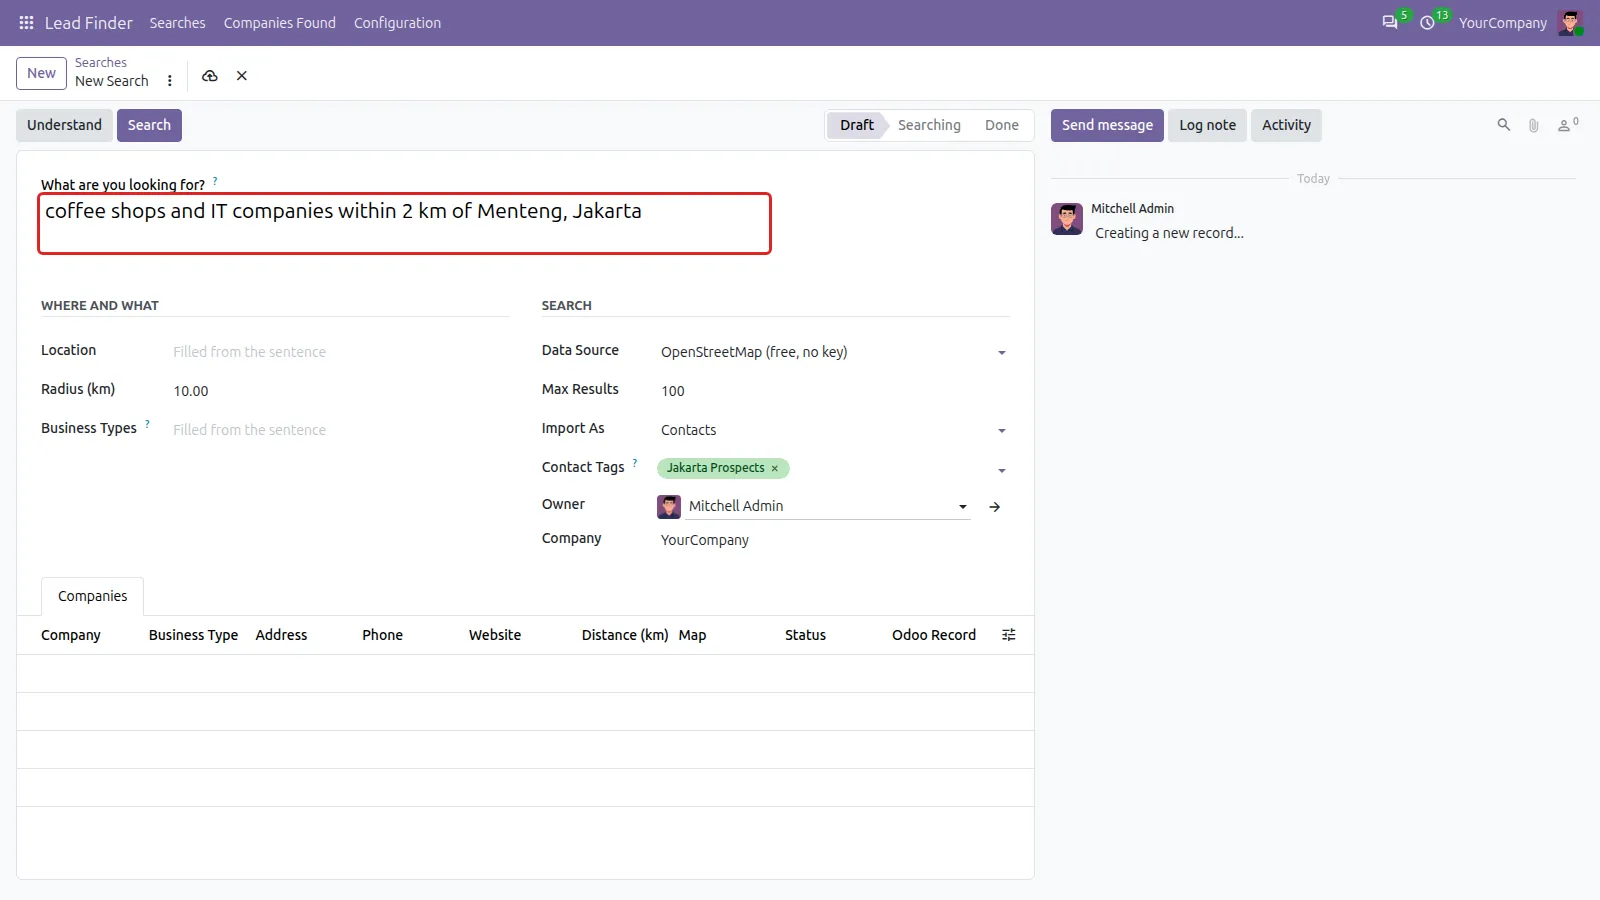 Lead Finder Searches Companies Found Configuration 5 13 YourCompany
New Searches
New Search
Understand Search Draft Searching Done Send message Log note Activity 0
What are you looking for? ?
coffee shops and IT companies within 2 km of Menteng, Jakarta
Today
Mitchell Admin
Creating a new record...
WHERE AND WHAT SEARCH
Location Filled from the sentence Data Source OpenStreetMap (free, no key)
Radius (km) 10.00 Max Results 100
Business Types ? Filled from the sentence Import As Contacts
Contact Tags ? Jakarta Prospects ×
Owner Mitchell Admin
Company YourCompany
Companies
Company Business Type Address Phone Website Distance (km) Map Status Odoo Record